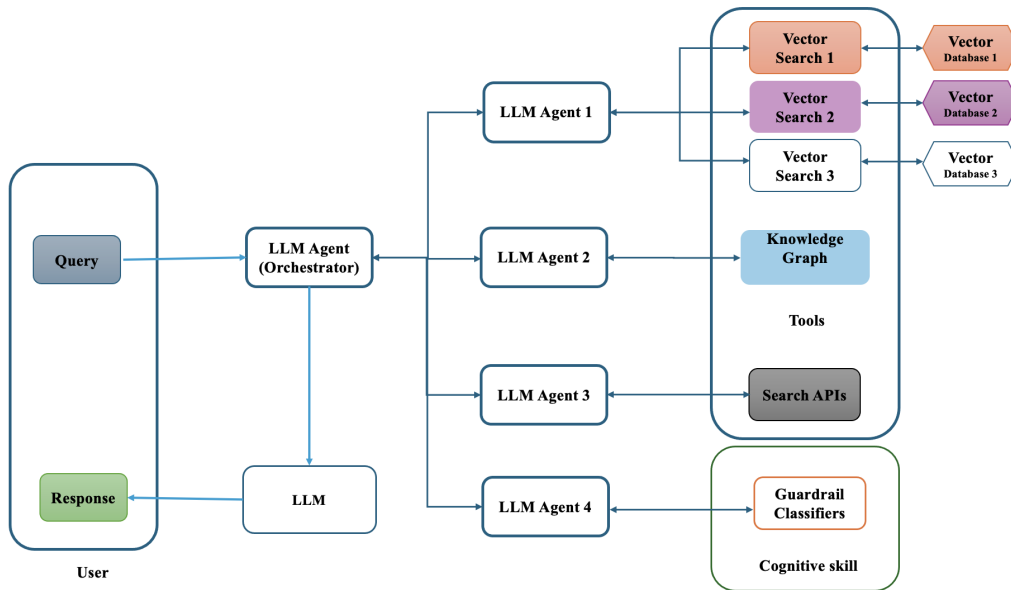 Query
Response
User
LLM Agent
(Orchestrator)
LLM
LLM Agent 1
LLM Agent 2
LLM Agent 3
LLM Agent 4
Vector
Search 1
Vector
Search 2
Vector
Search 3
Knowledge
Graph
Tools
Search APIs
Guardrail
Classifiers
Cognitive skill
Vector
Database 1
Vector
Database 2
Vector
Database 3